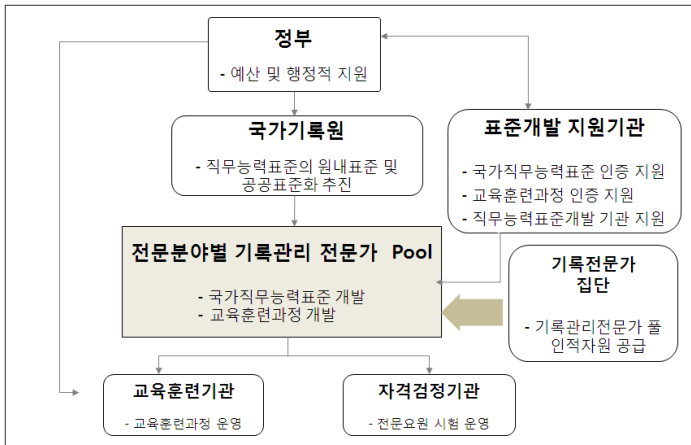 정부
- 예산 및 행정적 지원
국가기록원
- 직무능력표준의 원내표준 및
공공표준화 추진
표준개발 지원기관
- 국가직무능력표준 인증 지원
- 교육훈련과정 인증 지원
- 직무능력표준개발 기관 지원
전문분야별 기록관리 전문가 Pool
- 국가직무능력표준 개발
- 교육훈련과정 개발
기록전문가
집단
- 기록관리전문가 풀
인적자원 공급
교육훈련기관
- 교육훈련과정 운영
자격검정기관
- 전문요원 시험 운영